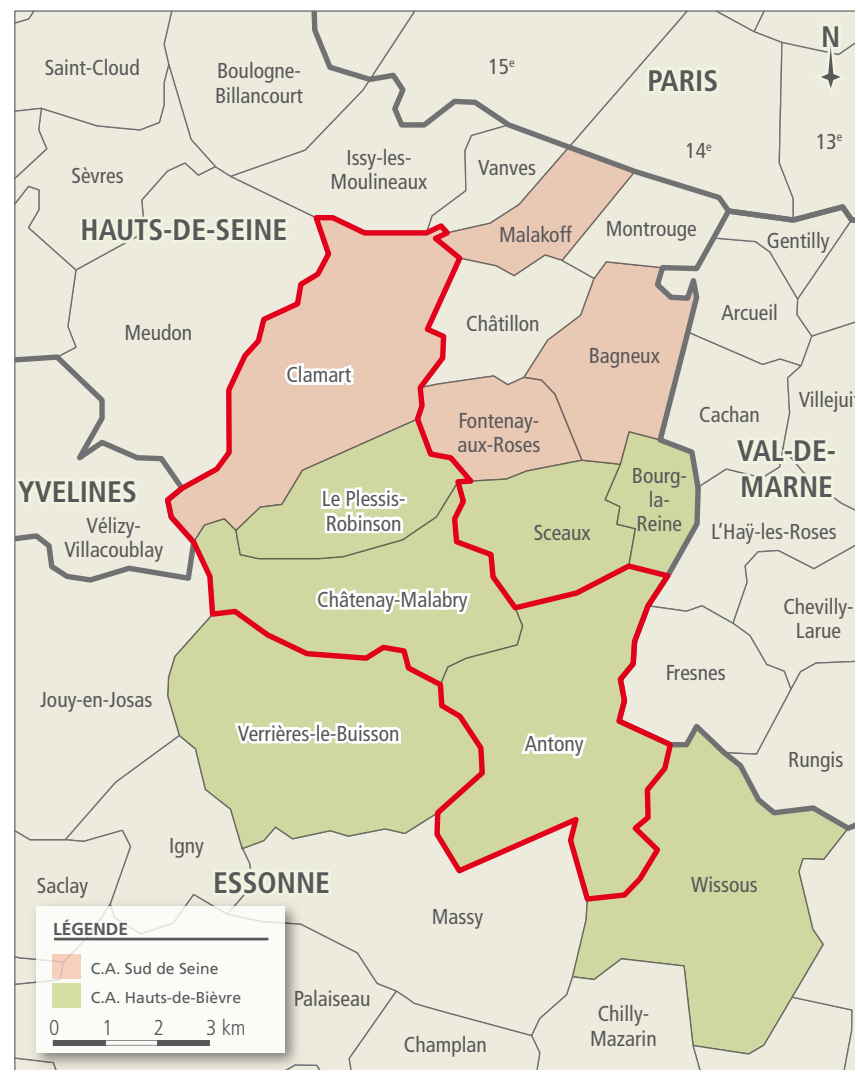 N
15e
Saint-Cloud
Boulogne-
Billancourt
PARIS
13e
14e
Issy-les-
Moulineaux
Vanves
Sèvres
HAUTS-DE-SEINE
Malakoff
Montrouge
Gentilly
Arcueil
Meudon
Châtillon
Clamart
Bagneux
Cachan
Villejuif
Fontenay-
aux-Roses
VAL-DE-
MARNE
YVELINES
Le Plessis-
Robinson
Bourg-
la-
Reine
Vélizy-
Villacoublay
Sceaux
L'Haÿ-les-Roses
Châtenay-Malabry
Chevilly-
Larue
Fresnes
Jouy-en-Josas
Verrières-le-Buisson
Antony
Rungis
Igny
Saclay
ESSONNE
Wissous
Massy
LÉGENDE
C.A. Sud de Seine
C.A. Hauts-de-Bièvre
0 1 2 3 km
Palaiseau
Chilly-
Mazarin
Champlan